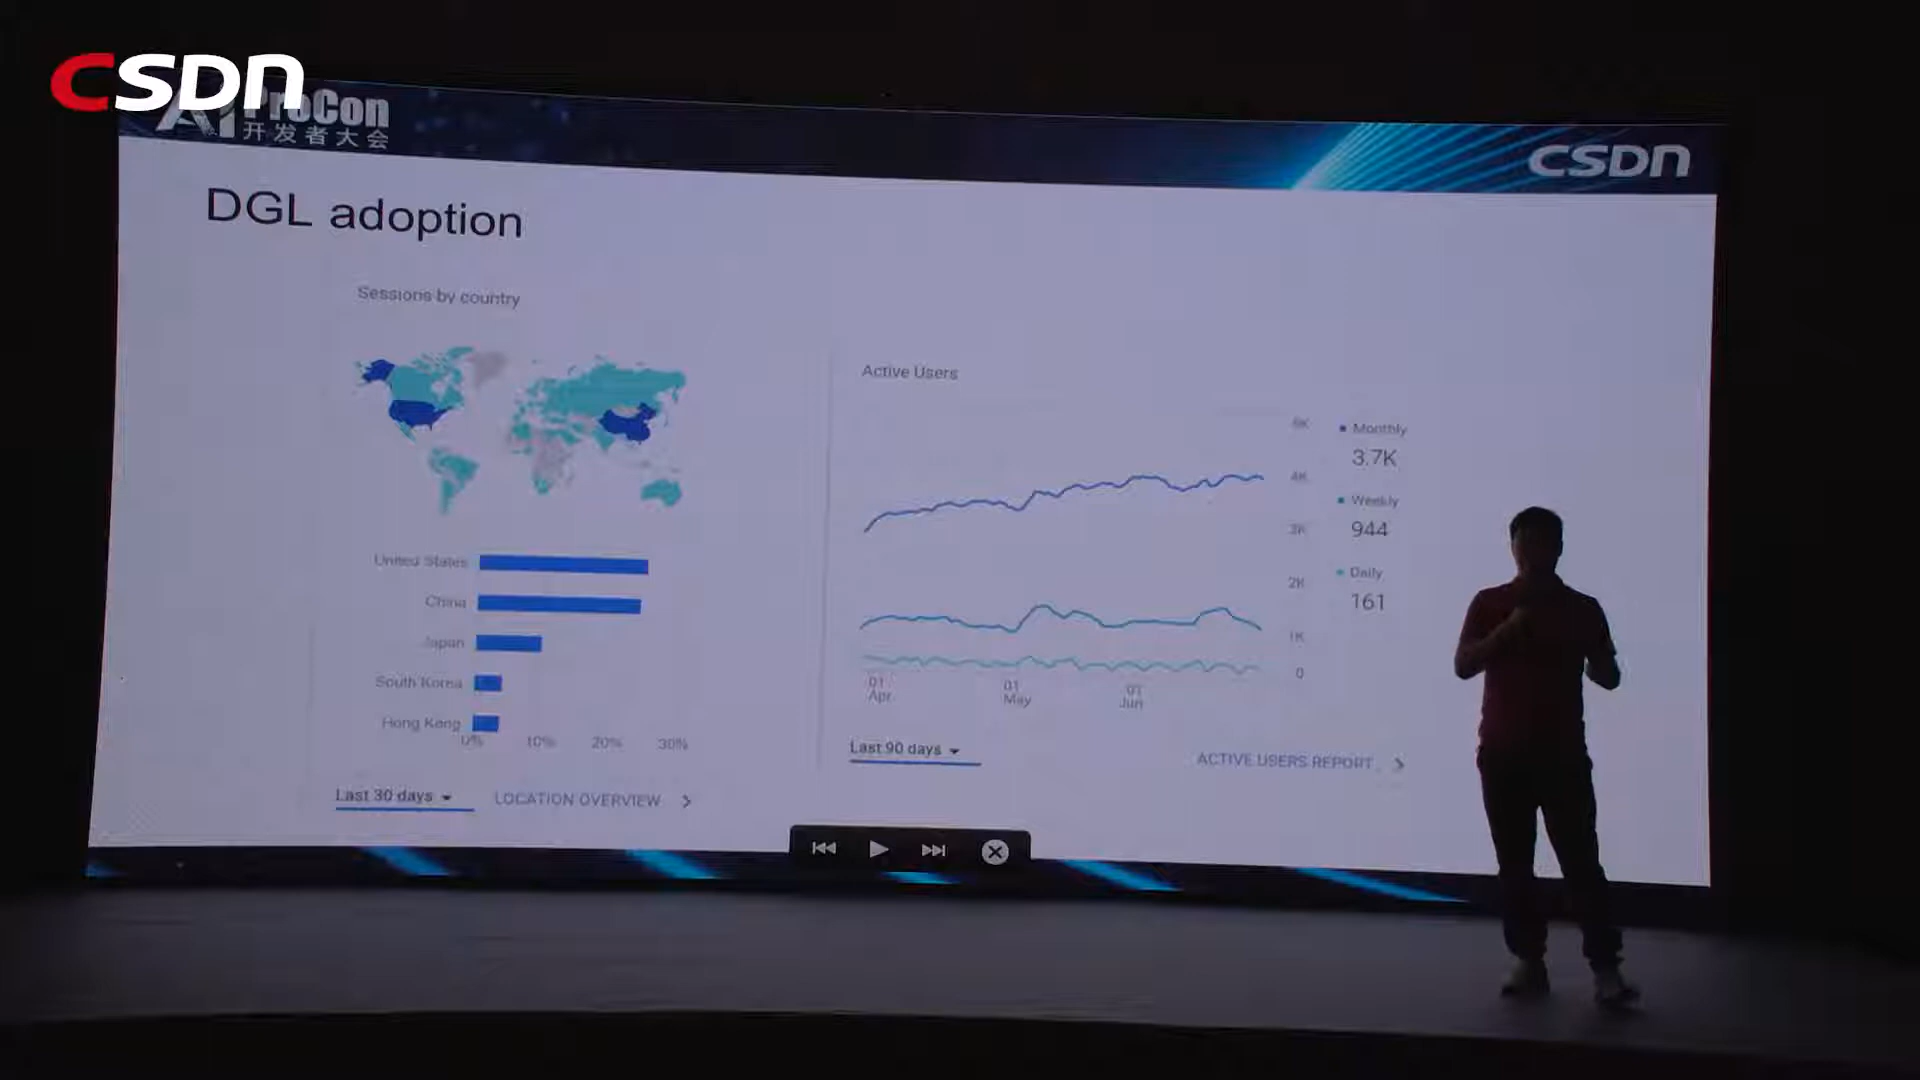 CSDN
AI ProCon
开发者大会
CSDN
DGL adoption
Sessions by country
United States
China
Japan
South Korea
Hong Kong
0% 10% 20% 30%
Last 30 days
LOCATION OVERVIEW
Active Users
5K
4K
3K
2K
1K
0
01 Apr
01 May
01 Jun
Monthly
3.7K
Weekly
944
Daily
161
Last 90 days
ACTIVE USERS REPORT